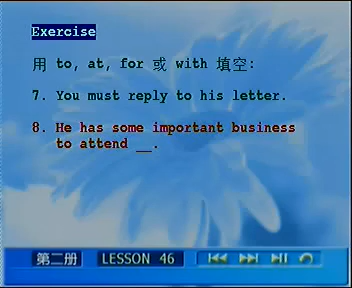 Exercise
用 to, at, for 或 with 填空:
7. You must reply to his letter.
8. He has some important business
to attend __.
第二册 LESSON 46